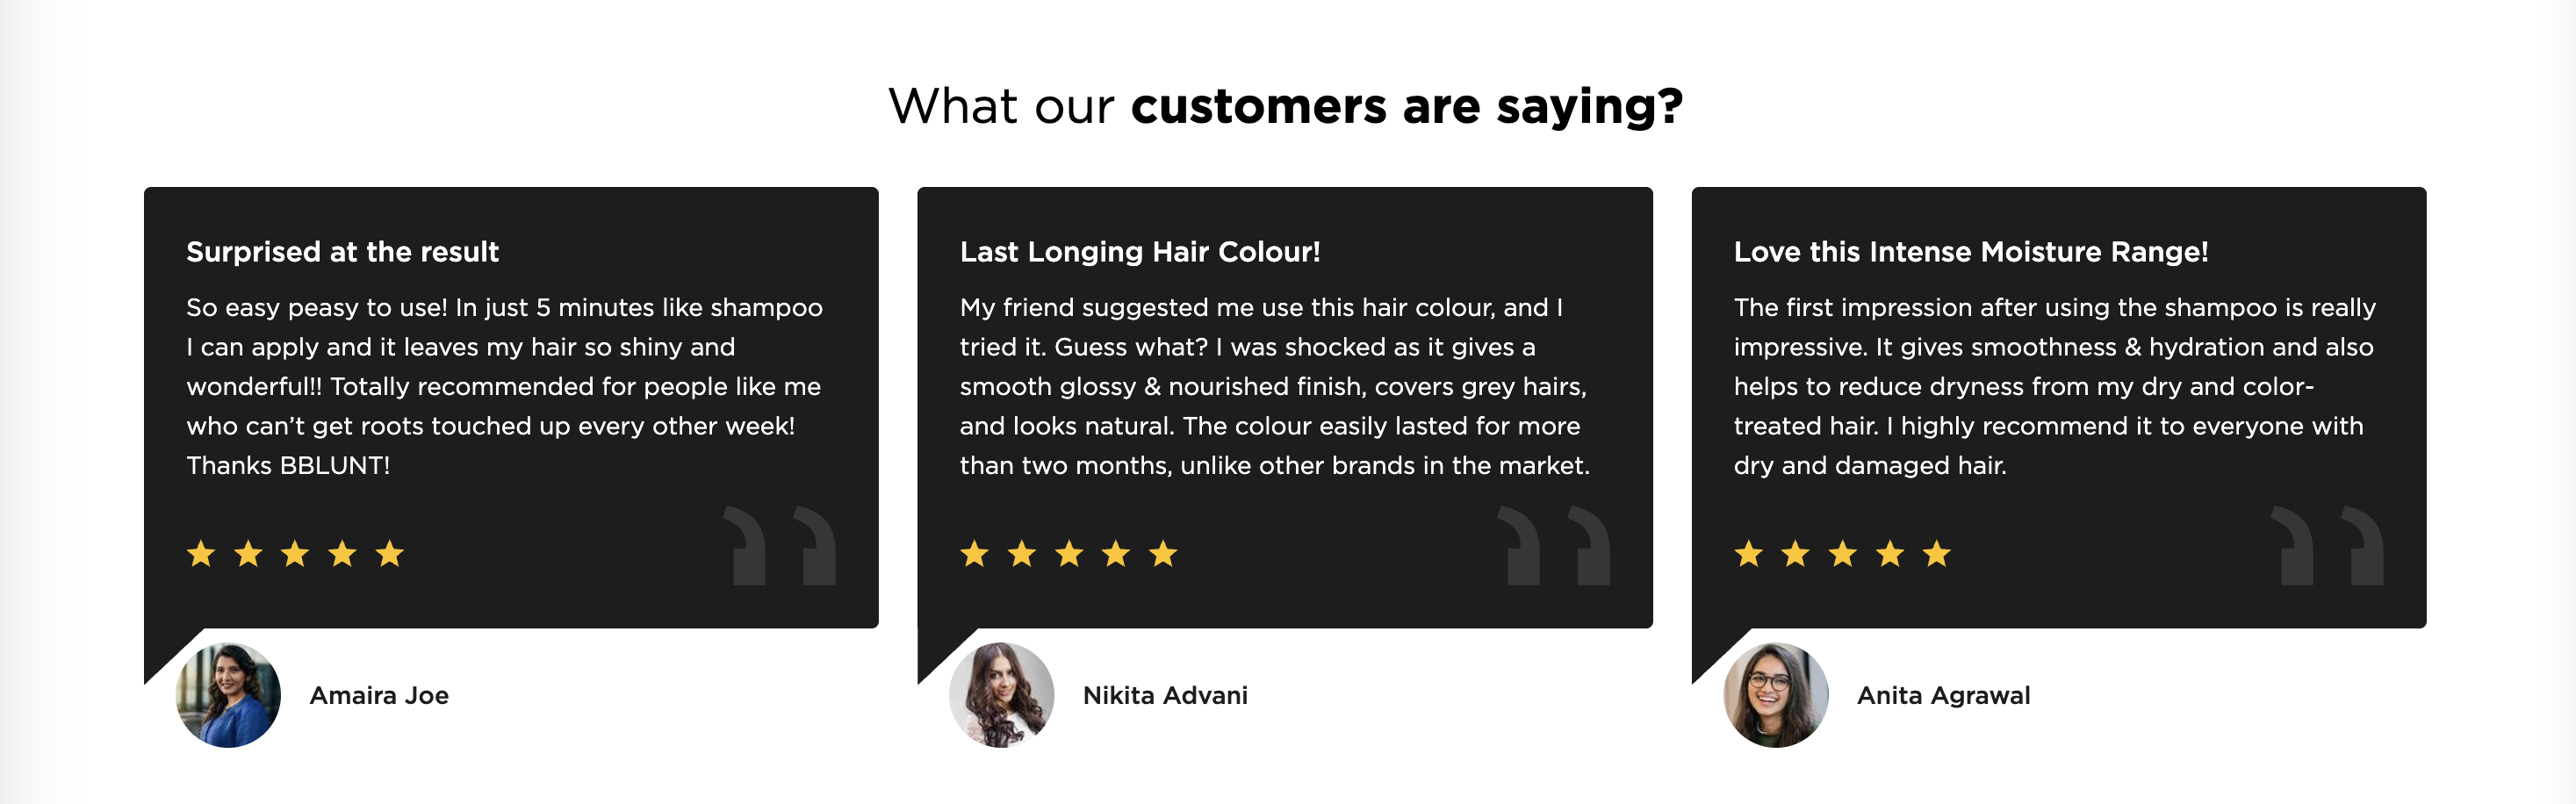 What our customers are saying?
Surprised at the result
So easy peasy to use! In just 5 minutes like shampoo
I can apply and it leaves my hair so shiny and
wonderful!! Totally recommended for people like me
who can’t get roots touched up every other week!
Thanks BBLUNT!
Amaira Joe
Last Longing Hair Colour!
My friend suggested me use this hair colour, and I
tried it. Guess what? I was shocked as it gives a
smooth glossy & nourished finish, covers grey hairs,
and looks natural. The colour easily lasted for more
than two months, unlike other brands in the market.
Nikita Advani
Love this Intense Moisture Range!
The first impression after using the shampoo is really
impressive. It gives smoothness & hydration and also
helps to reduce dryness from my dry and color-
treated hair. I highly recommend it to everyone with
dry and damaged hair.
Anita Agrawal